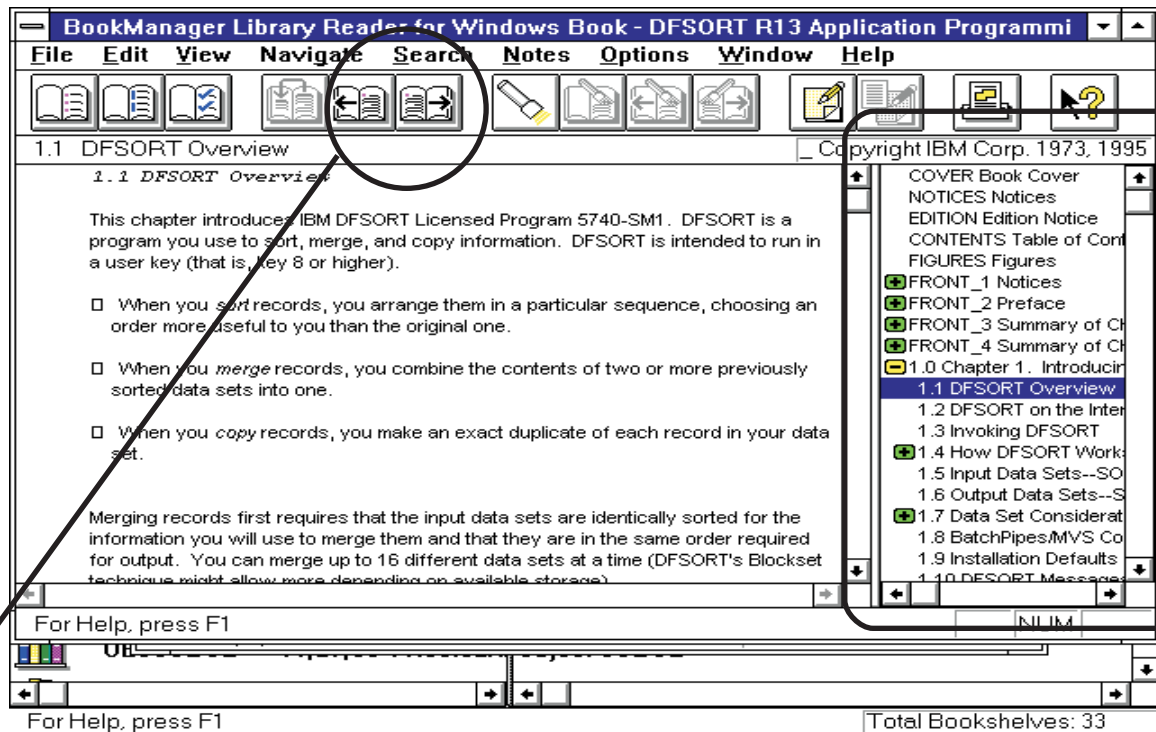 BookManager Library Reader for Windows Book - DFSORT R13 Application Programmi
File Edit View Navigate Search Notes Options Window Help
1.1 DFSORT Overview
_ Copyright IBM Corp. 1973, 1995
1.1 DFSORT Overview
This chapter introduces IBM DFSORT Licensed Program 5740-SM1. DFSORT is a
program you use to sort, merge, and copy information. DFSORT is intended to run in
a user key (that is, key 8 or higher).
When you sort records, you arrange them in a particular sequence, choosing an
order more useful to you than the original one.
When you merge records, you combine the contents of two or more previously
sorted data sets into one.
When you copy records, you make an exact duplicate of each record in your data
set.
Merging records first requires that the input data sets are identically sorted for the
information you will use to merge them and that they are in the same order required
for output. You can merge up to 16 different data sets at a time (DFSORT's Blockset
technique might allow more depending on available storage)
COVER Book Cover
NOTICES Notices
EDITION Edition Notice
CONTENTS Table of Cont
FIGURES Figures
FRONT_1 Notices
FRONT_2 Preface
FRONT_3 Summary of Ch
FRONT_4 Summary of Ch
1.0 Chapter 1. Introducin
1.1 DFSORT Overview
1.2 DFSORT on the Inter
1.3 Invoking DFSORT
1.4 How DFSORT Works
1.5 Input Data Sets--SO
1.6 Output Data Sets--S
1.7 Data Set Considerat
1.8 BatchPipes/MVS Co
1.9 Installation Defaults
1.10 DFSORT Messages
For Help, press F1
NUM
For Help, press F1
Total Bookshelves: 33